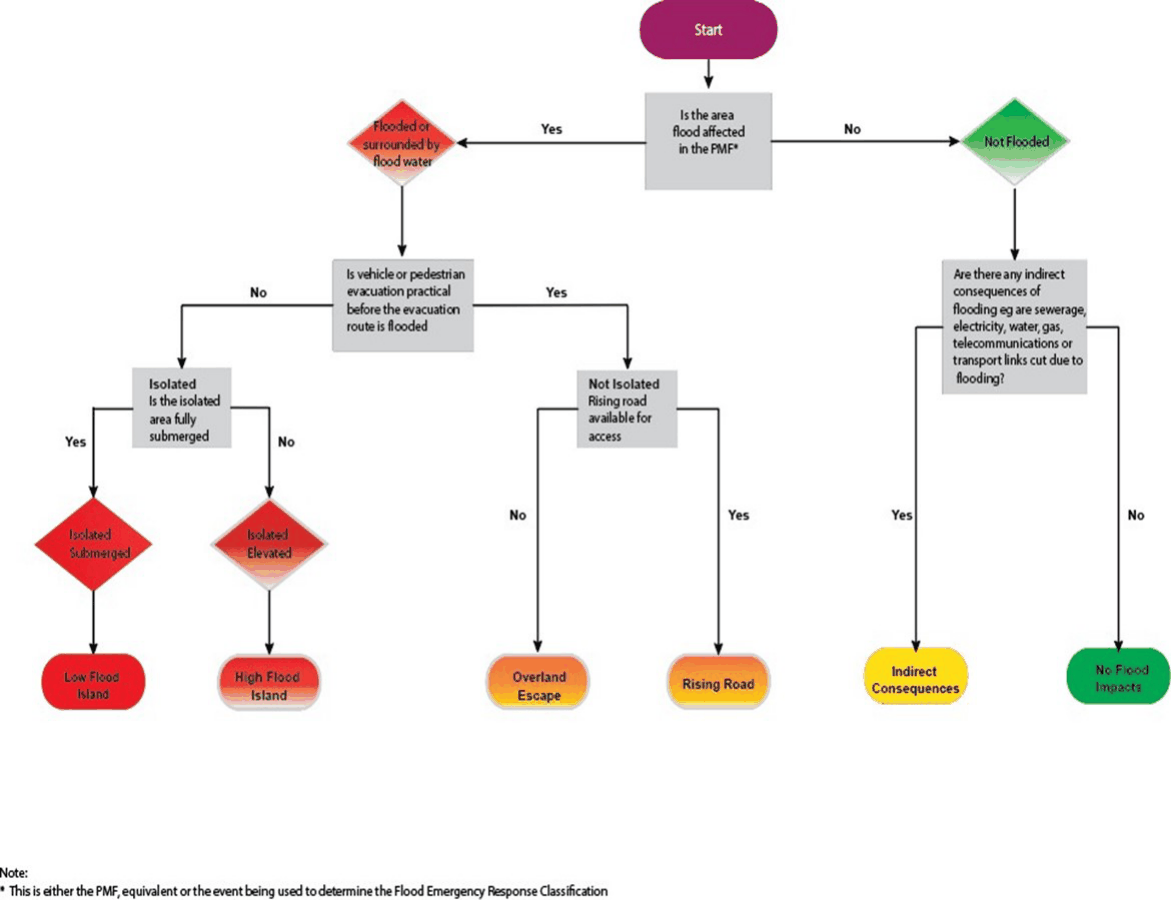 Start
Is the area
flood affected
in the PMF*
Yes
No
Flooded or
surrounded by
flood water
Not Flooded
Is vehicle or pedestrian
evacuation practical
before the evacuation
route is flooded
No
Yes
Are there any indirect
consequences of
flooding eg are sewerage,
electricity, water, gas,
telecommunications or
transport links cut due to
flooding?
Isolated
Is the isolated
area fully
submerged
Not Isolated
Rising road
available for
access
Yes
No
No
Yes
Yes
No
Isolated
Submerged
Isolated
Elevated
Low Flood
Island
High Flood
Island
Overland
Escape
Rising Road
Indirect
Consequences
No Flood
Impacts
Note:
* This is either the PMF, equivalent or the event being used to determine the Flood Emergency Response Classification